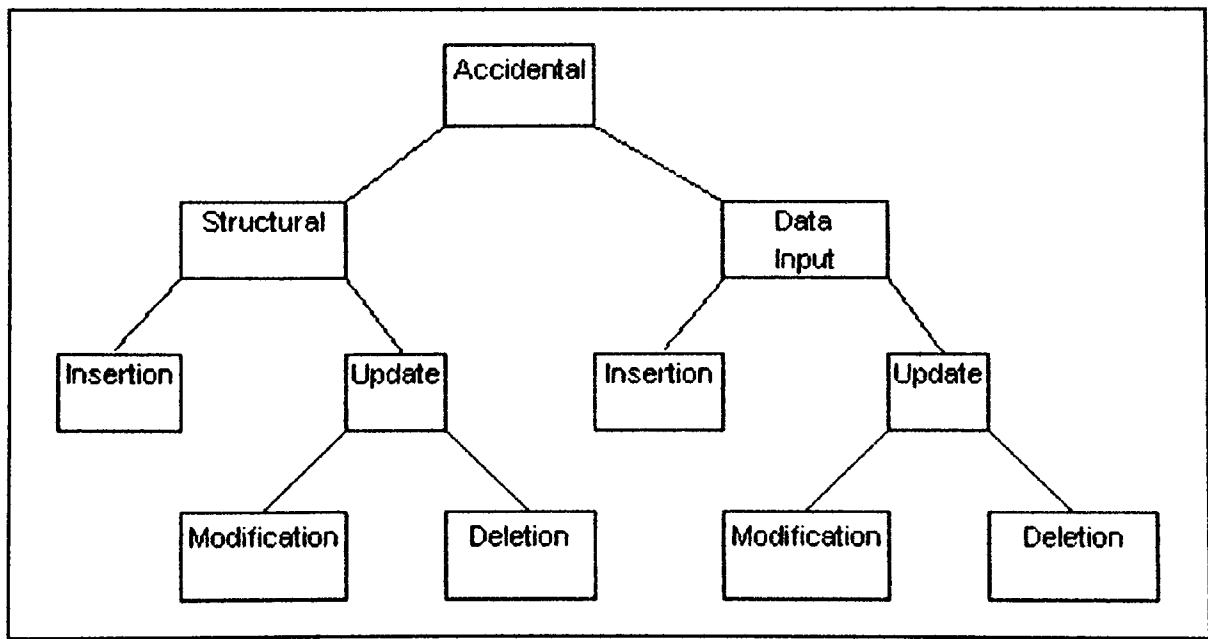 Accidental
Structural
Data
Input
Insertion
Update
Insertion
Update
Modification
Deletion
Modification
Deletion